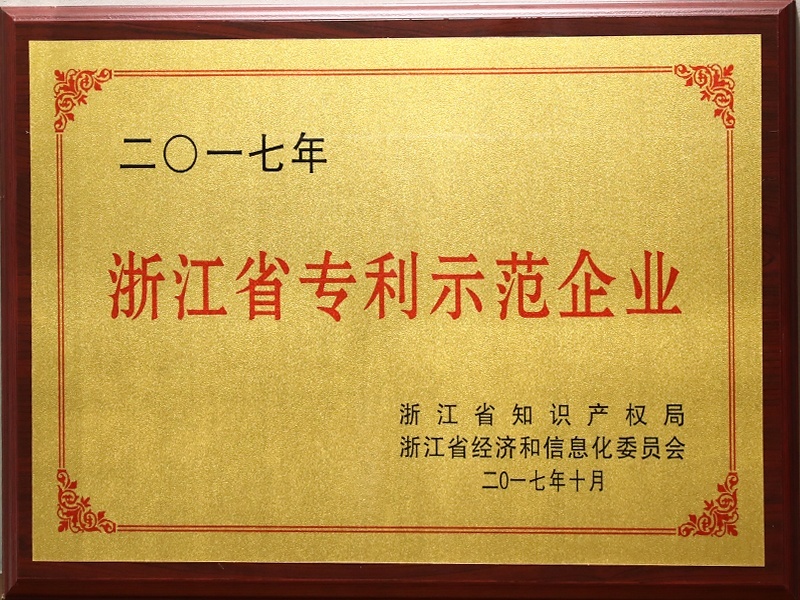 二〇一七年
浙江省专利示范企业
浙江省知识产权局
浙江省经济和信息化委员会
二0一七年十月